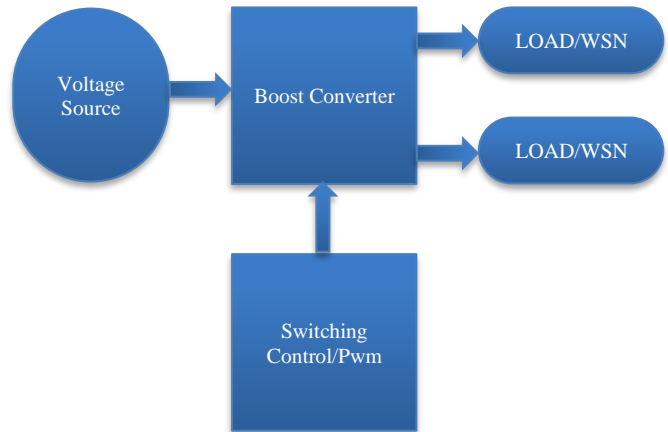 Voltage
Source
Boost Converter
LOAD/WSN
LOAD/WSN
Switching
Control/Pwm